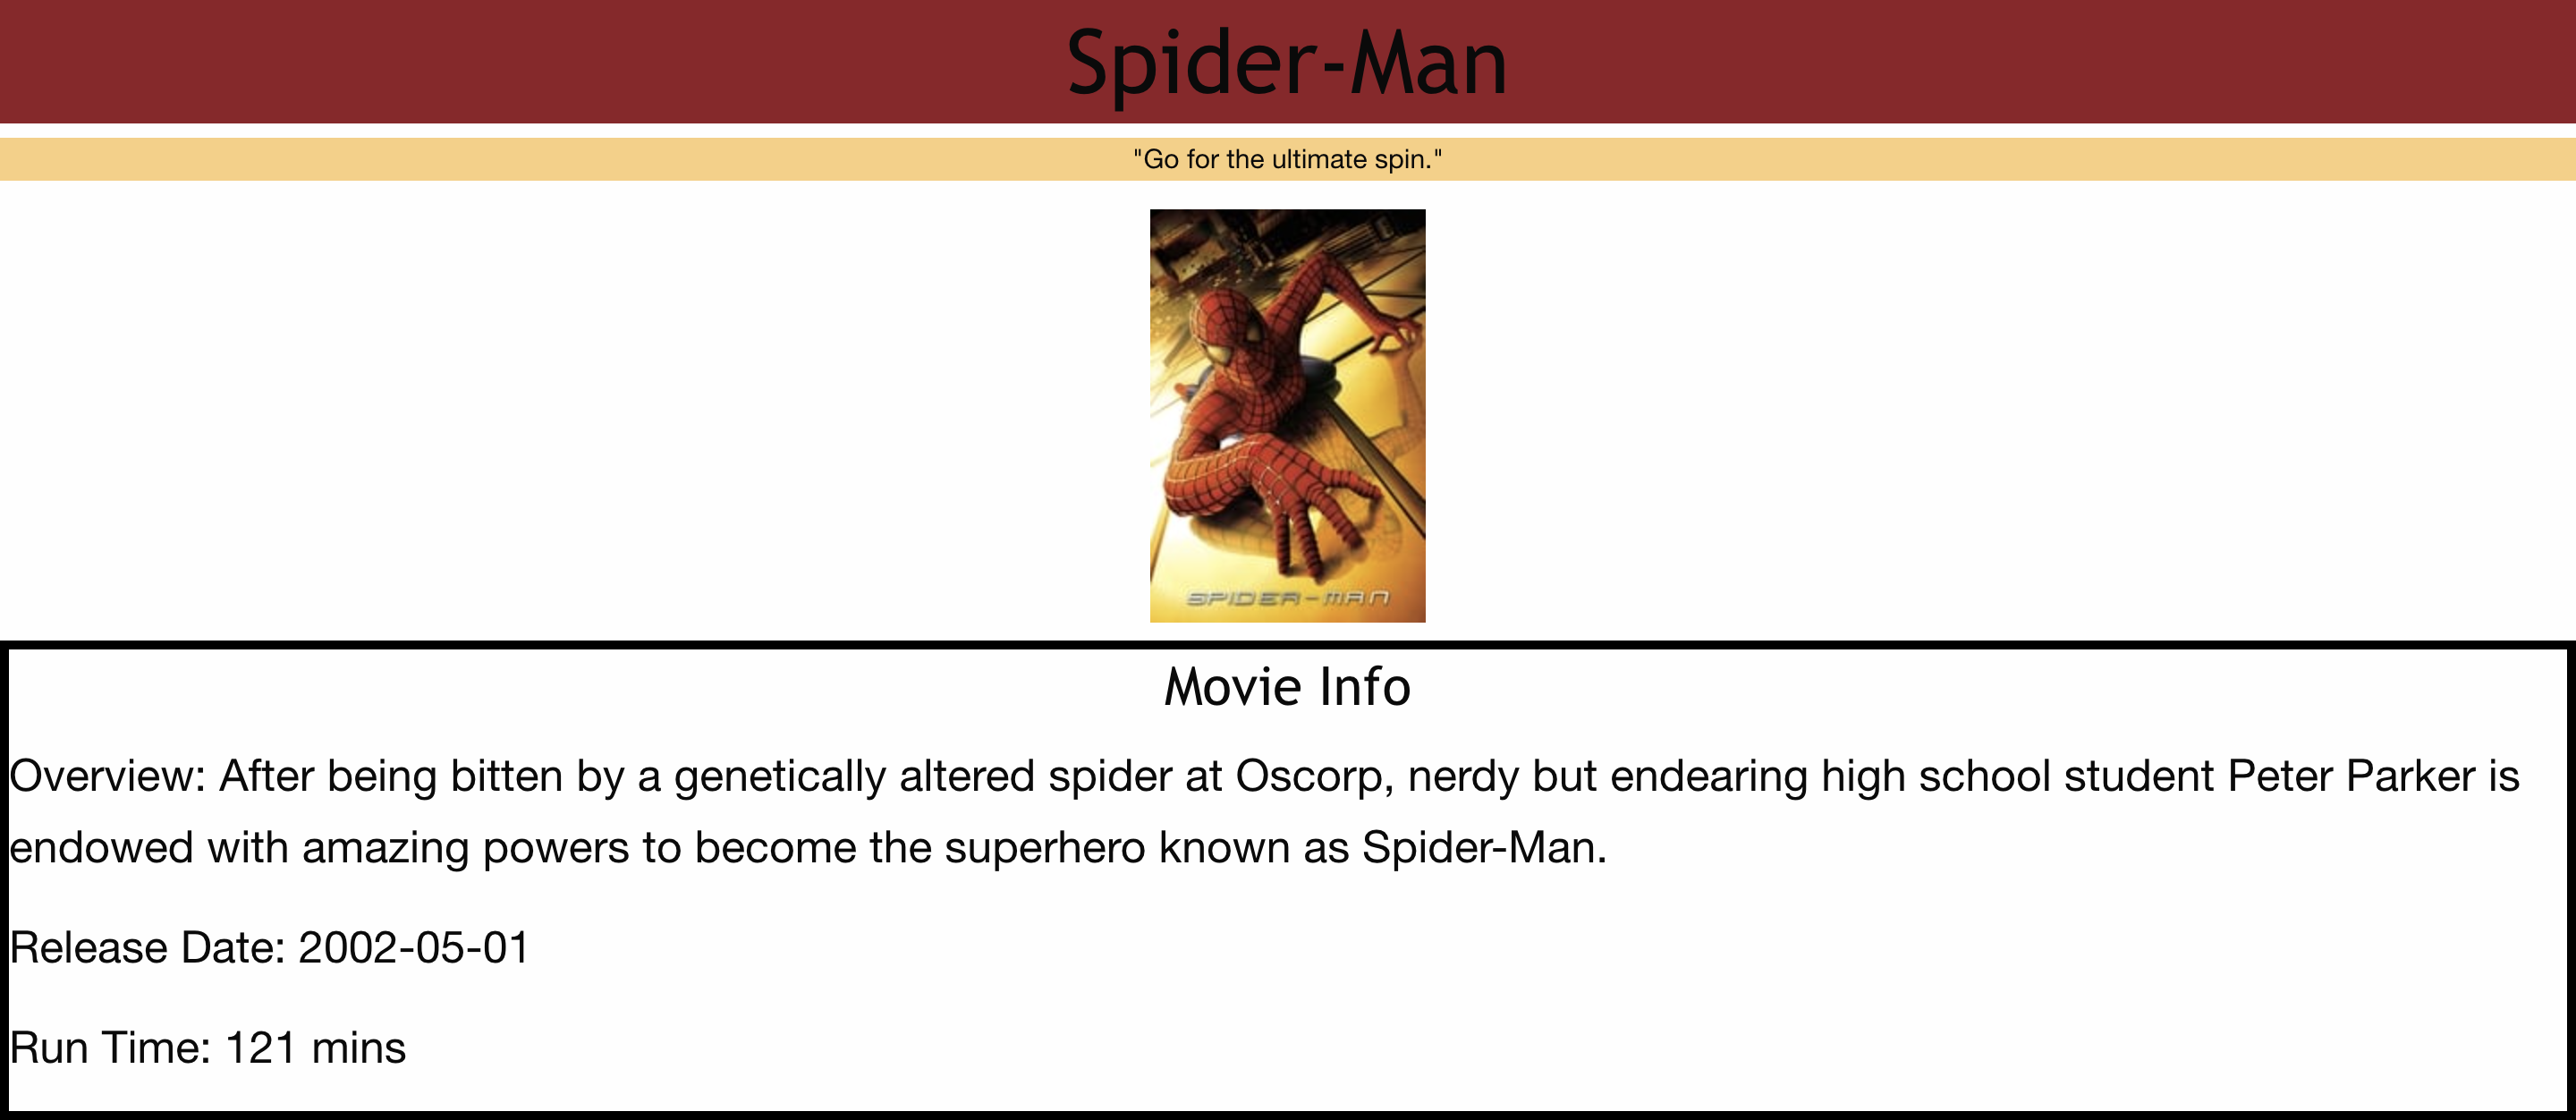 Spider-Man
"Go for the ultimate spin."
SPIDER-MAN
Movie Info
Overview: After being bitten by a genetically altered spider at Oscorp, nerdy but endearing high school student Peter Parker is
endowed with amazing powers to become the superhero known as Spider-Man.
Release Date: 2002-05-01
Run Time: 121 mins